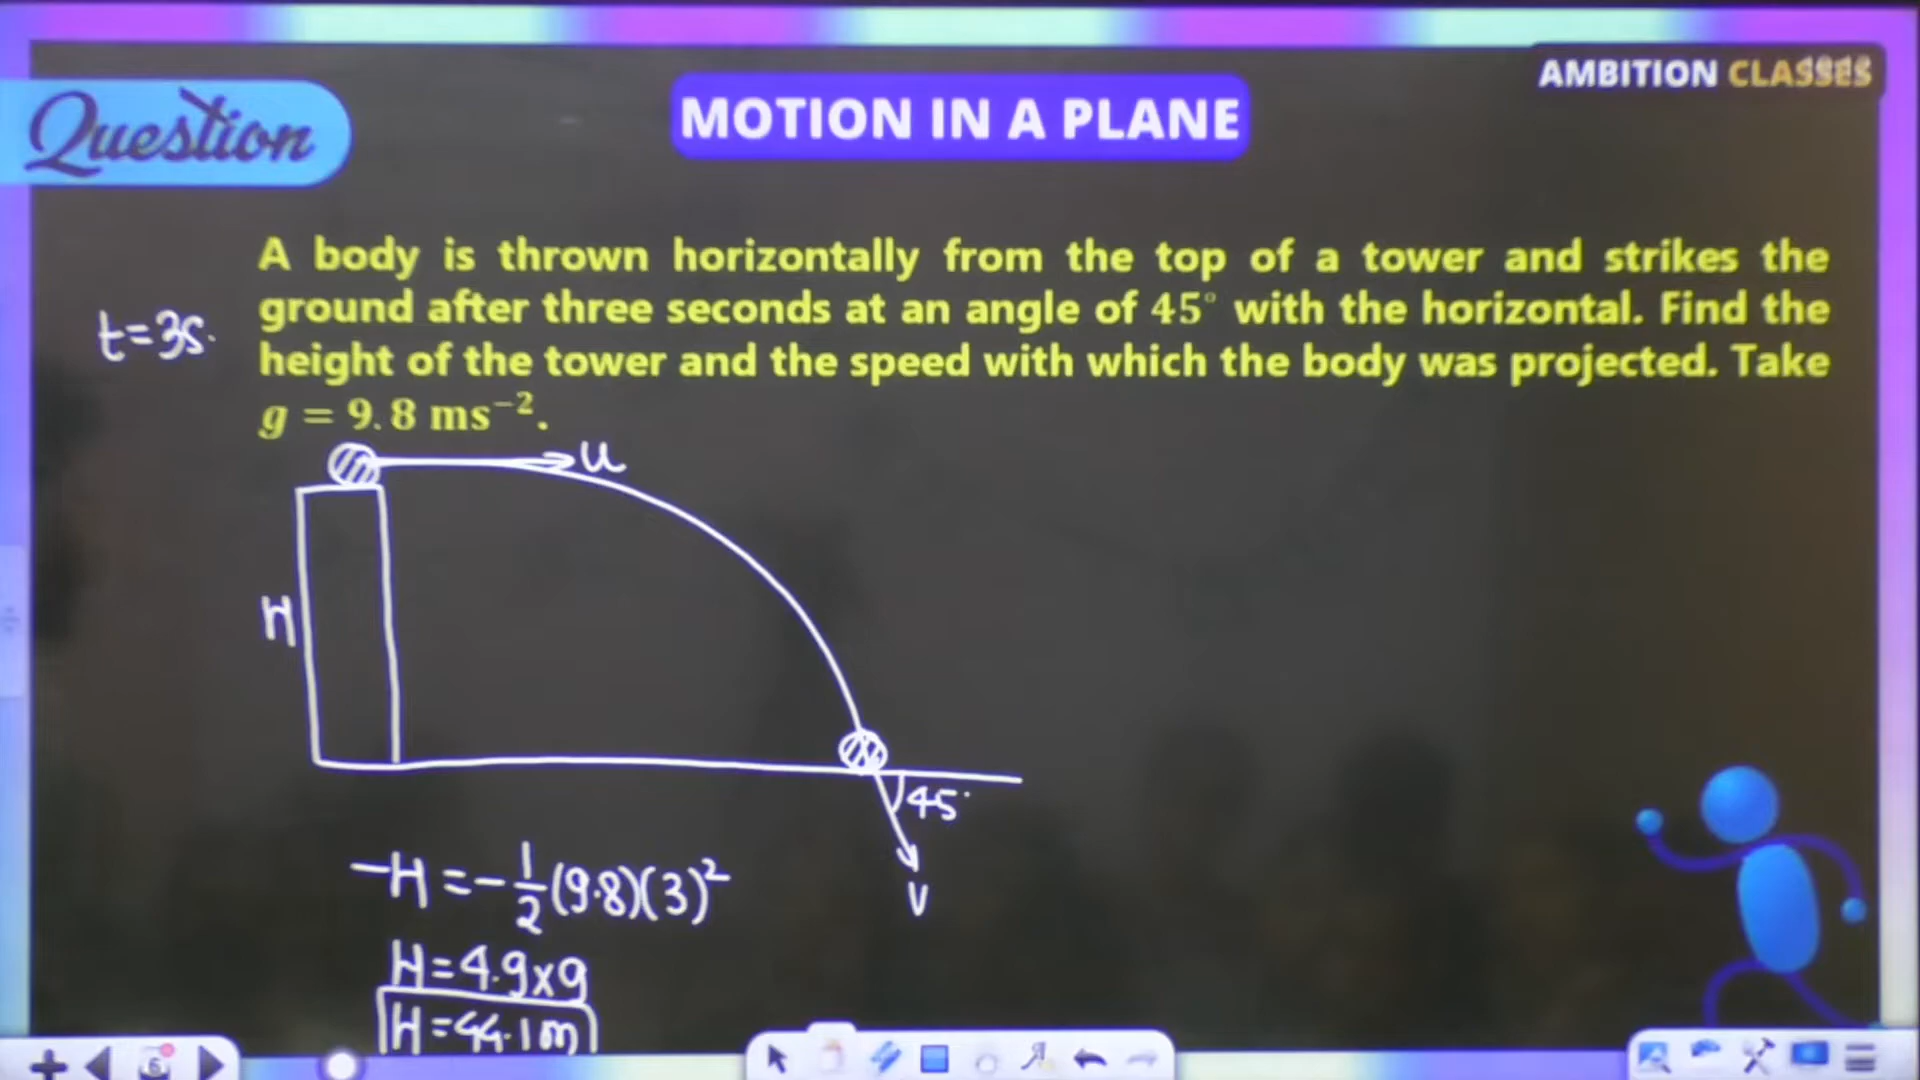 AMBITION CLASSES
Question
MOTION IN A PLANE
A body is thrown horizontally from the top of a tower and strikes the
ground after three seconds at an angle of 45° with the horizontal. Find the
height of the tower and the speed with which the body was projected. Take
g = 9.8 ms⁻².
t=3s.
u
H
45°
v
-H = -1/2 (9.8)(3)²
H=4.9x9
H=44.1m
6